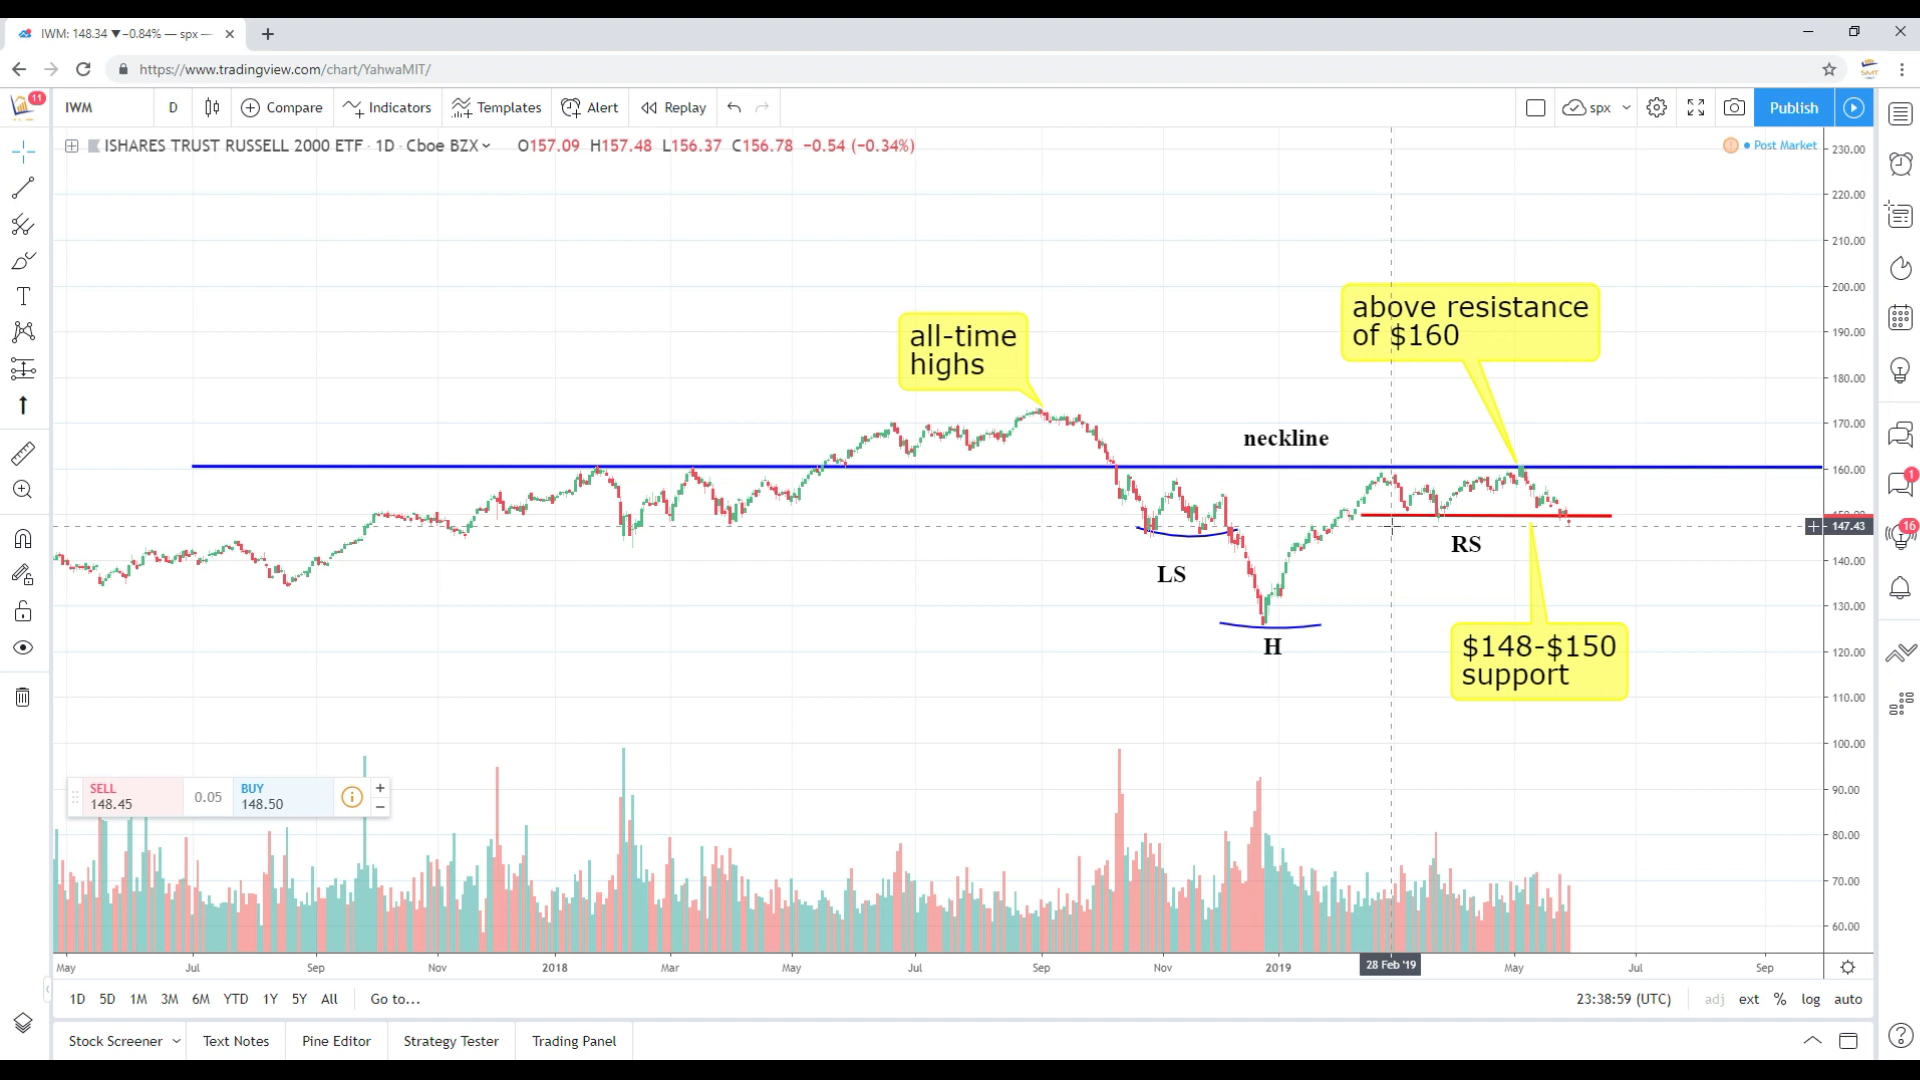 IWM: 148.34 ▼−0.84% — spx —
https://www.tradingview.com/chart/YahwaMIT/
11
IWM
D
Compare
Indicators
Templates
Alert
Replay
spx
Publish
ISHARES TRUST RUSSELL 2000 ETF · 1D · Cboe BZX
O157.09 H157.48 L156.37 C156.78 −0.54 (−0.34%)
Post Market
230.00
220.00
210.00
200.00
190.00
180.00
170.00
160.00
147.43
140.00
130.00
120.00
110.00
100.00
90.00
80.00
70.00
60.00
above resistance
of $160
all-time
highs
neckline
LS
H
RS
$148-$150
support
1
16
SELL
148.45
0.05
BUY
148.50
May
Jul
Sep
Nov
2018
Mar
May
Jul
Sep
Nov
2019
28 Feb '19
May
Jul
Sep
1D 5D 1M 3M 6M YTD 1Y 5Y All Go to...
23:38:59 (UTC) adj ext % log auto
Stock Screener
Text Notes
Pine Editor
Strategy Tester
Trading Panel